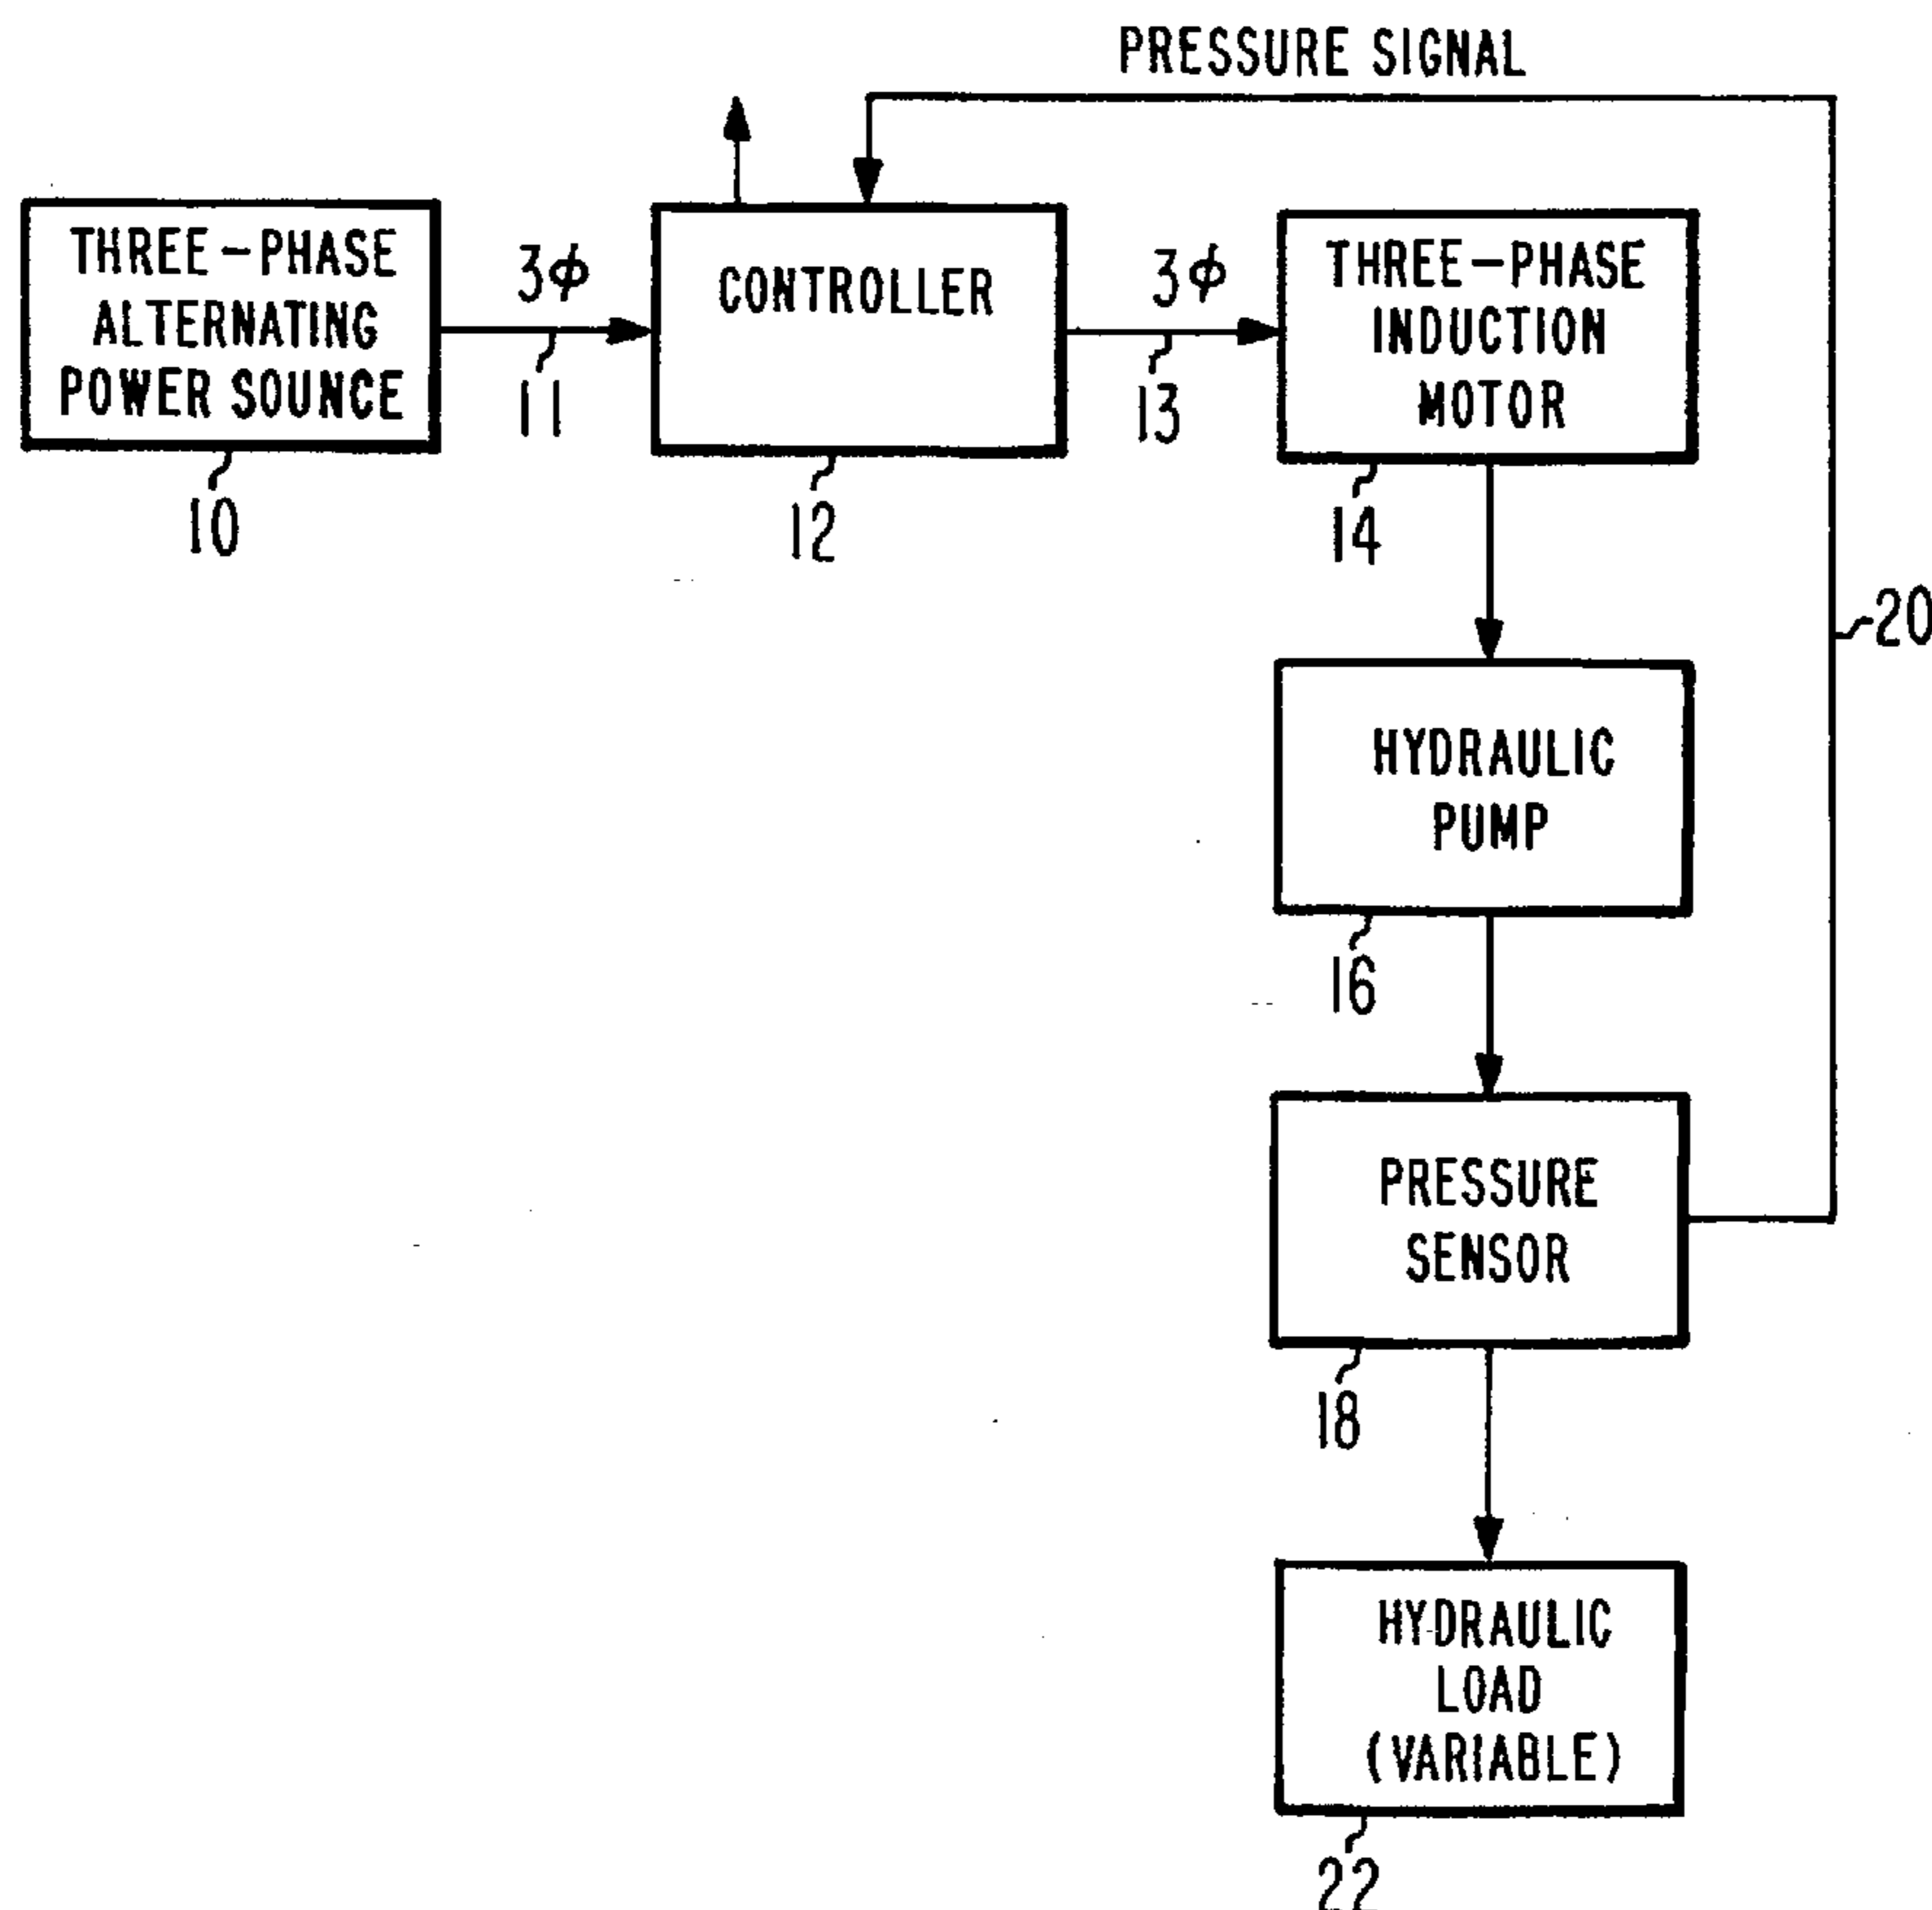 PRESSURE SIGNAL
THREE-PHASE
ALTERNATING
POWER SOUNCE
10
3ϕ
11
CONTROLLER
12
3ϕ
13
THREE-PHASE
INDUCTION
MOTOR
14
20
HYDRAULIC
PUMP
16
PRESSURE
SENSOR
18
HYDRAULIC
LOAD
(VARIABLE)
22